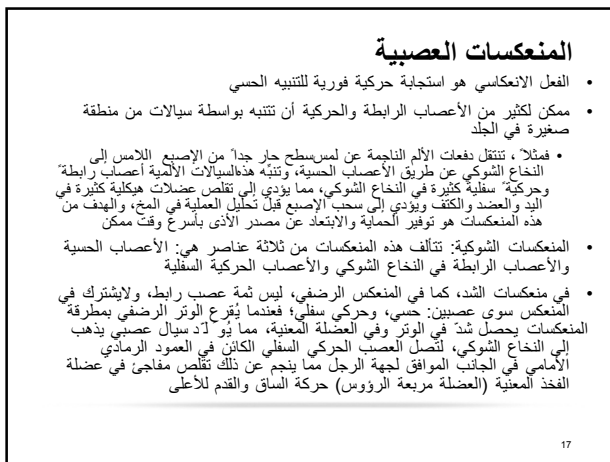 المنعكسات العصبية
• الفعل الانعكاسي هو استجابة حركية فورية للتنبيه الحسي
• ممكن لكثير من الأعصاب الرابطة والحركية أن تتنبه بواسطة سيالات من منطقة
صغيرة في الجلد
• فمثلاً ، تنتقل دفعات الألم الناجمة عن لمسسطح حار جداً من الإصبع اللامس إلى
النخاع الشوكي عن طريق الأعصاب الحسية، وتنبّه هذهالسيالات الألمية أعصاب رابطة ً
وحركية ً سفلية كثيرة في النخاع الشوكي، مما يؤدي إلى تقلص عضلات هيكلية كثيرة في
اليد والعضد والكتف ويؤدي إلى سحب الإصبع قبل تحليل العملية في المخ، والهدف من
هذه المنعكسات هو توفير الحماية والابتعاد عن مصدر الأذى بأسرع وقت ممكن
• المنعكسات الشوكية: تتألف هذه المنعكسات من ثلاثة عناصر هي: الأعصاب الحسية
والأعصاب الرابطة في النخاع الشوكي والأعصاب الحركية السفلية
• في منعكسات الشد، كما في المنعكس الرضفي، ليس ثمة عصب رابط، ولايشترك في
المنعكس سوى عصبين: حسي، وحركي سفلي؛ فعندما يُقرع الوتر الرضفي بمطرقة
المنعكسات يحصل شدّ في الوتر وفي العضلة المعنية، مما يُو لّد سيال عصبي يذهب
إلى النخاع الشوكي، لتصل العصب الحركي السفلي الكائن في العمود الرمادي
الأمامي في الجانب الموافق لجهة الرجل مما ينجم عن ذلك تقلص مفاجئ في عضلة
الفخذ المعنية (العضلة مربعة الرؤوس) حركة الساق والقدم للأعلى
17